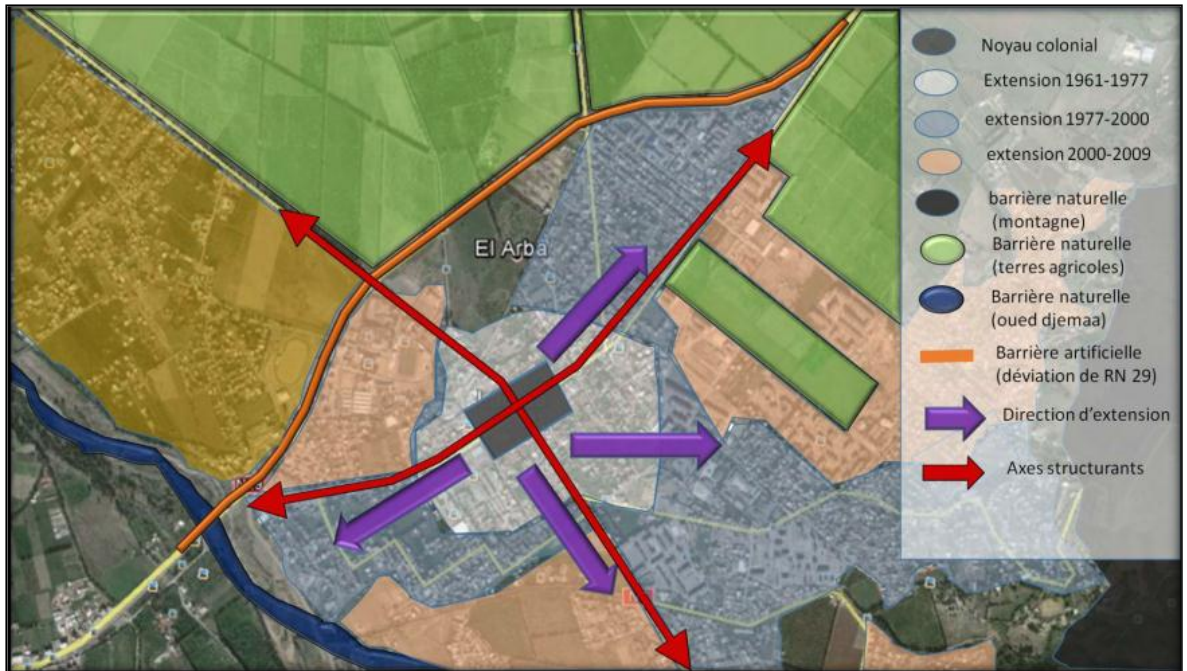 Noyau colonial
Extension 1961-1977
extension 1977-2000
extension 2000-2009
barrière naturelle
(montagne)
Barrière naturelle
(terres agricoles)
Barrière naturelle
(oued djemaa)
Barrière artificielle
(déviation de RN 29)
Direction d'extension
Axes structurants
El Arba